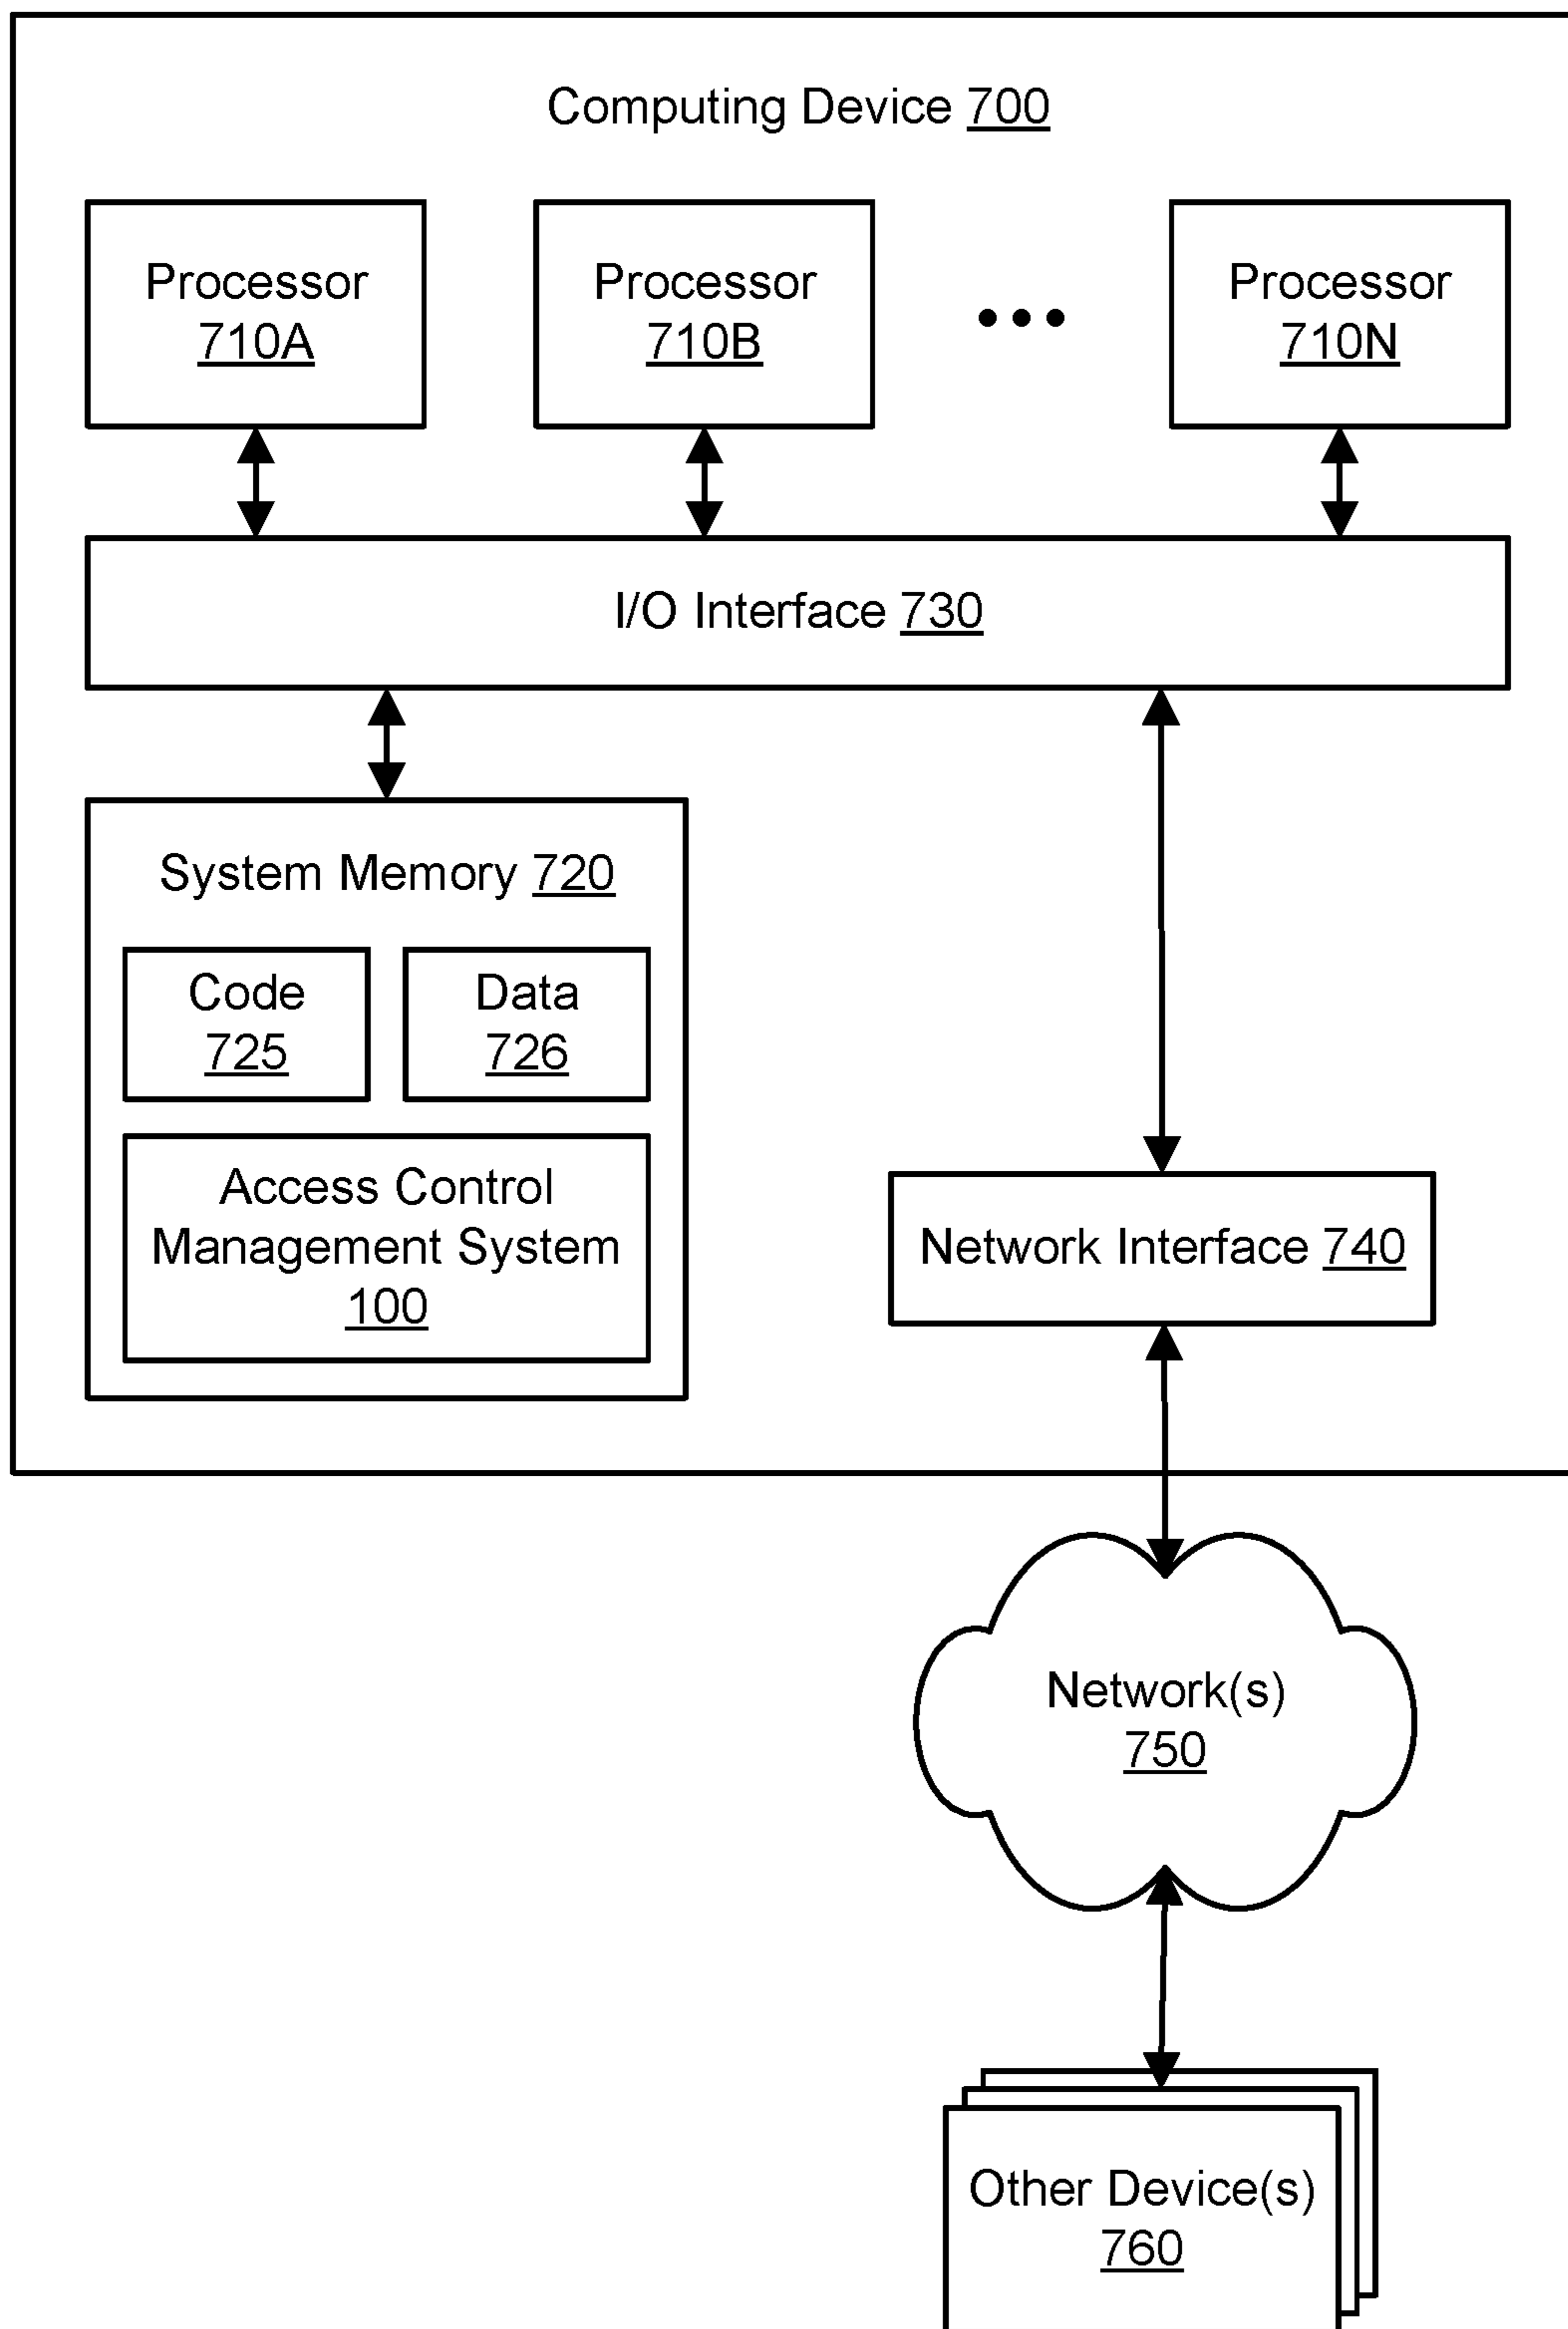 Computing Device 700
Processor
710A
Processor
710B
Processor
710N
I/O Interface 730
System Memory 720
Code
725
Data
726
Access Control
Management System
100
Network Interface 740
Network(s)
750
Other Device(s)
760